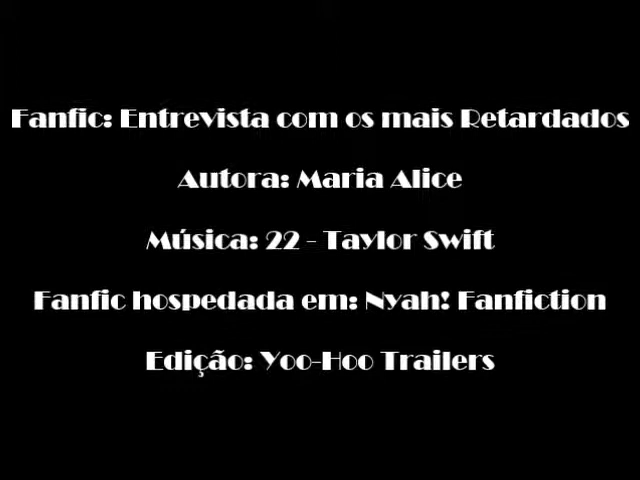 Fanfic: Entrevista com os mais Retardados
Autora: Maria Alice
Música: 22 - Taylor Swift
Fanfic hospedada em: Nyah! Fanfiction
Edição: Yoo-Hoo Trailers